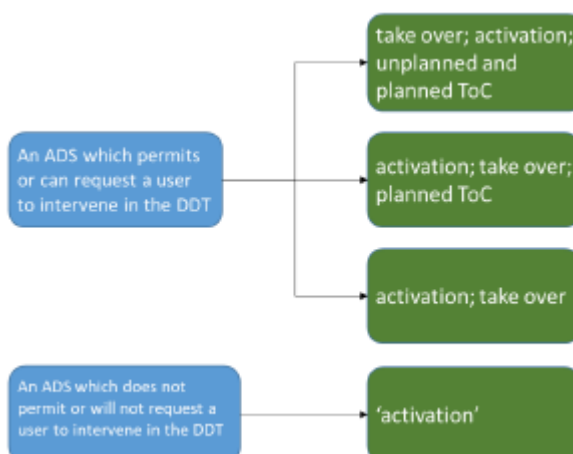 take over; activation;
unplanned and
planned ToC
An ADS which permits
or can request a user
to intervene in the DDT
activation; take over;
planned ToC
activation; take over
An ADS which does not
permit or will not request a
user to intervene in the DDT
‘activation’